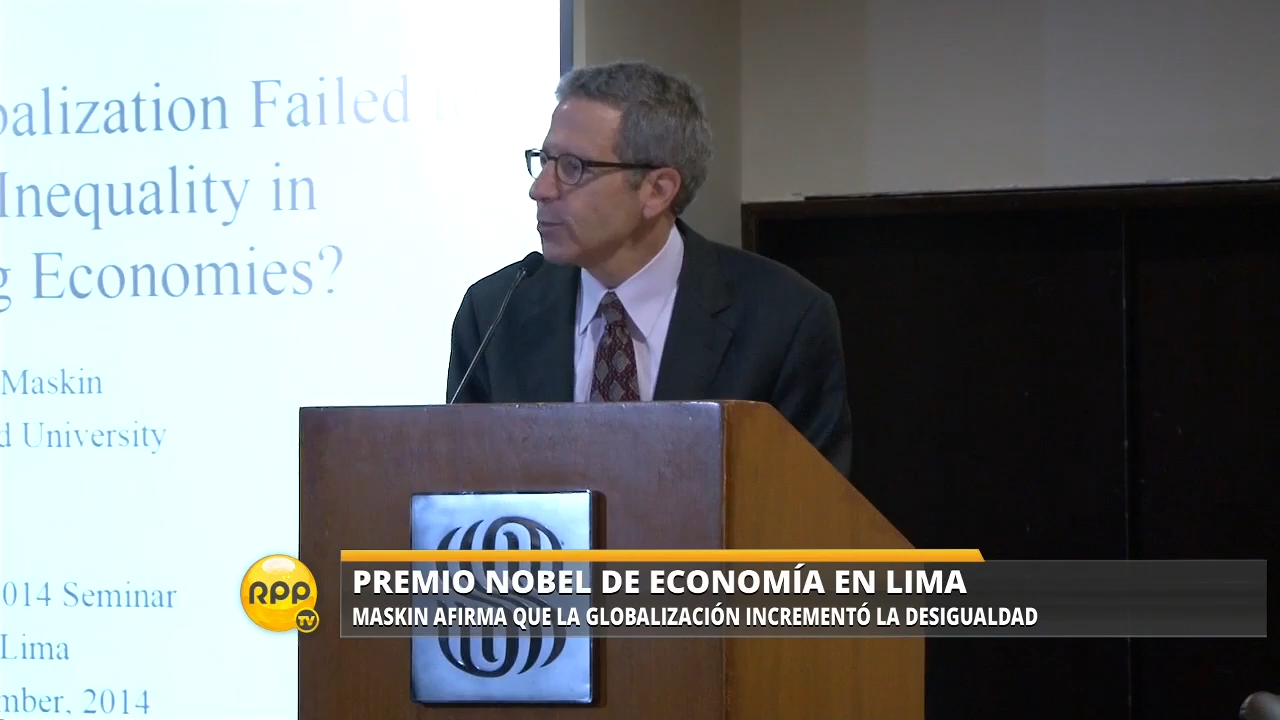 balization Failed
Inequality in
g Economies?
Maskin
d University
014 Seminar
Lima
mber, 2014
RPP
TV
PREMIO NOBEL DE ECONOMÍA EN LIMA
MASKIN AFIRMA QUE LA GLOBALIZACIÓN INCREMENTÓ LA DESIGUALDAD